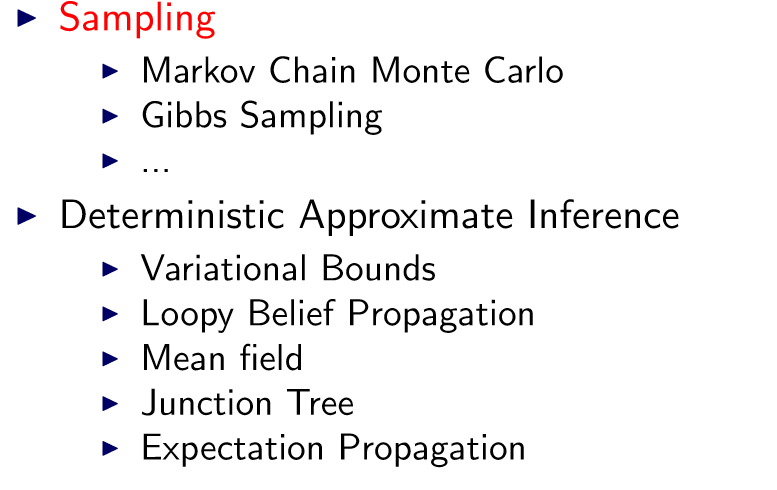 Sampling
Markov Chain Monte Carlo
Gibbs Sampling
...
Deterministic Approximate Inference
Variational Bounds
Loopy Belief Propagation
Mean field
Junction Tree
Expectation Propagation